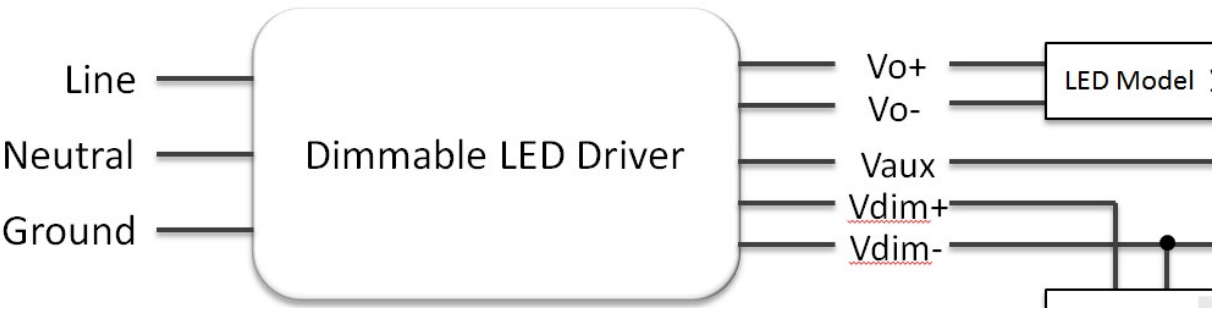 Line
Neutral
Ground
Dimmable LED Driver
Vo+
Vo-
Vaux
Vdim+
Vdim-
LED Model